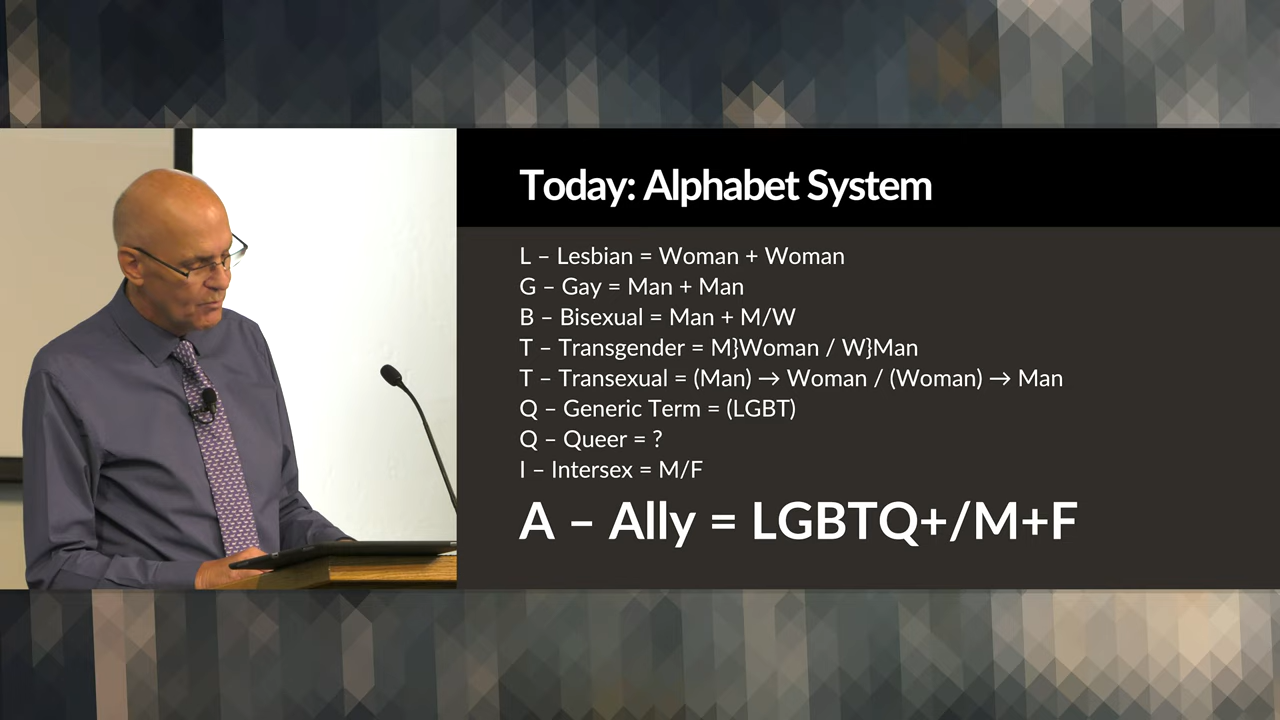 Today: Alphabet System
L – Lesbian = Woman + Woman
G – Gay = Man + Man
B – Bisexual = Man + M/W
T – Transgender = M}Woman / W}Man
T – Transexual = (Man) → Woman / (Woman) → Man
Q – Generic Term = (LGBT)
Q – Queer = ?
I – Intersex = M/F
A – Ally = LGBTQ+/M+F